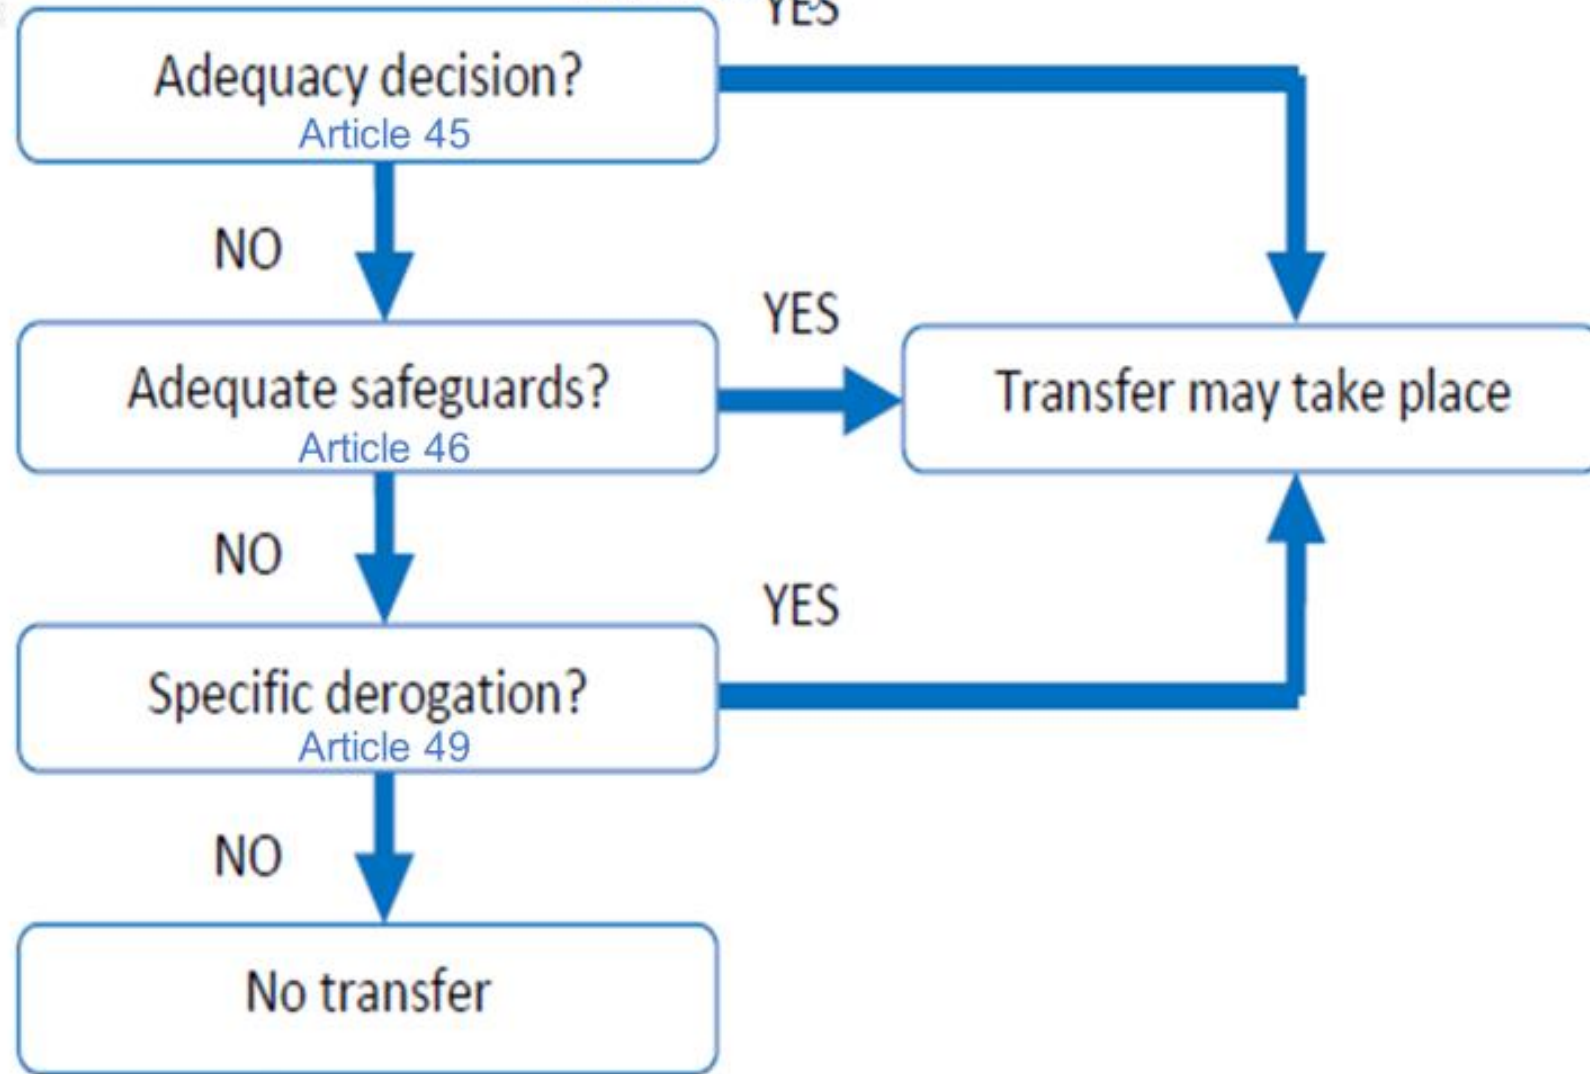 YES
Adequacy decision?
Article 45
NO
YES
Adequate safeguards?
Article 46
Transfer may take place
NO
YES
Specific derogation?
Article 49
NO
No transfer